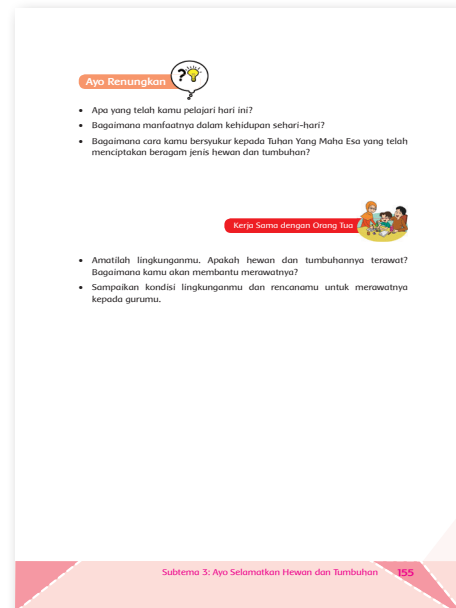 Ayo Renungkan
?
• Apa yang telah kamu pelajari hari ini?
• Bagaimana manfaatnya dalam kehidupan sehari-hari?
• Bagaimana cara kamu bersyukur kepada Tuhan Yang Maha Esa yang telah
menciptakan beragam jenis hewan dan tumbuhan?
Kerja Sama dengan Orang Tua
• Amatilah lingkunganmu. Apakah hewan dan tumbuhannya terawat?
Bagaimana kamu akan membantu merawatnya?
• Sampaikan kondisi lingkunganmu dan rencanamu untuk merawatnya
kepada gurumu.
Subtema 3: Ayo Selamatkan Hewan dan Tumbuhan 155